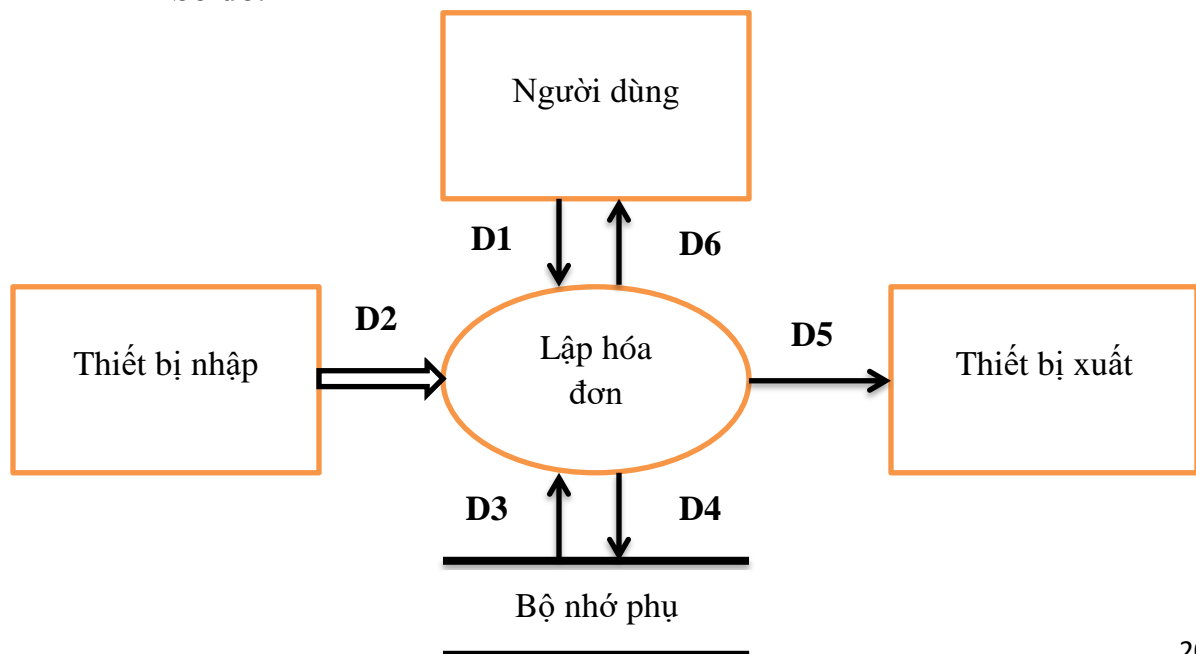 Người dùng
D1
D6
Thiết bị nhập
D2
Lập hóa
đơn
D5
Thiết bị xuất
D3
D4
Bộ nhớ phụ